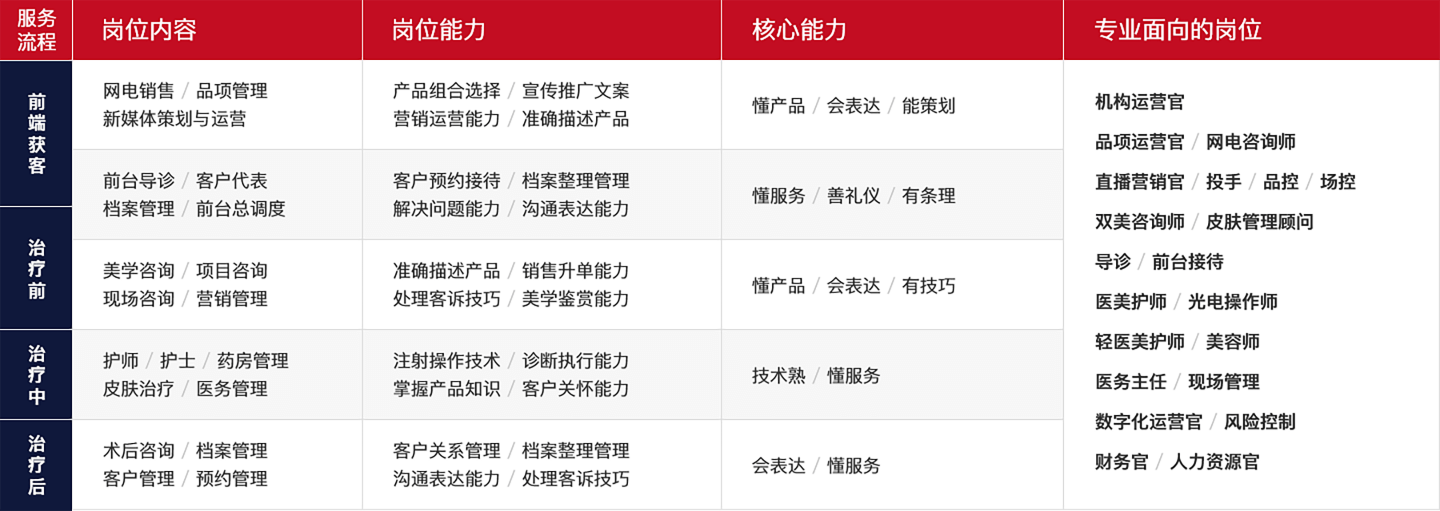 服务
流程
岗位内容
岗位能力
核心能力
专业面向的岗位
前端获客
网电销售 / 品项管理
新媒体策划与运营
产品组合选择 / 宣传推广文案
营销运营能力 / 准确描述产品
懂产品 / 会表达 / 能策划
前台导诊 / 客户代表
档案管理 / 前台总调度
客户预约接待 / 档案整理管理
解决问题能力 / 沟通表达能力
懂服务 / 善礼仪 / 有条理
治疗前
美学咨询 / 项目咨询
现场咨询 / 营销管理
准确描述产品 / 销售升单能力
处理客诉技巧 / 美学鉴赏能力
懂产品 / 会表达 / 有技巧
治疗中
护师 / 护士 / 药房管理
皮肤治疗 / 医务管理
注射操作技术 / 诊断执行能力
掌握产品知识 / 客户关怀能力
技术熟 / 懂服务
治疗后
术后咨询 / 档案管理
客户管理 / 预约管理
客户关系管理 / 档案整理管理
沟通表达能力 / 处理客诉技巧
会表达 / 懂服务
机构运营官
品项运营官 / 网电咨询师
直播营销官 / 投手 / 品控 / 场控
双美咨询师 / 皮肤管理顾问
导诊 / 前台接待
医美护师 / 光电操作师
轻医美护师 / 美容师
医务主任 / 现场管理
数字化运营官 / 风险控制
财务官 / 人力资源官